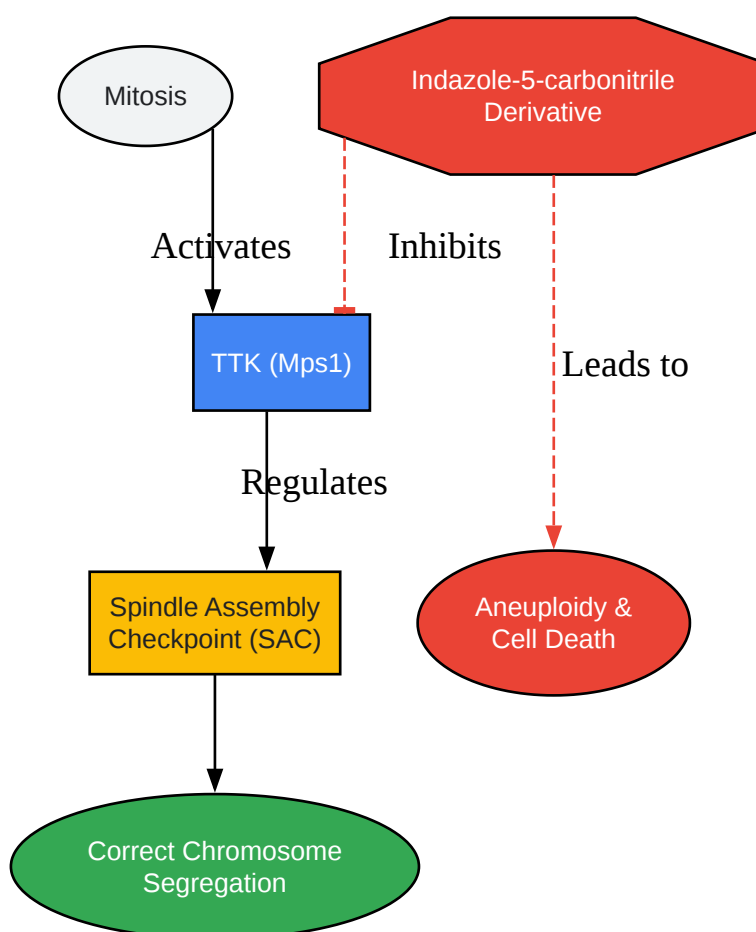 Mitosis
Indazole-5-carbonitrile
Derivative
Activates
Inhibits
TTK (Mps1)
Leads to
Regulates
Spindle Assembly
Checkpoint (SAC)
Aneuploidy &
Cell Death
Correct Chromosome
Segregation